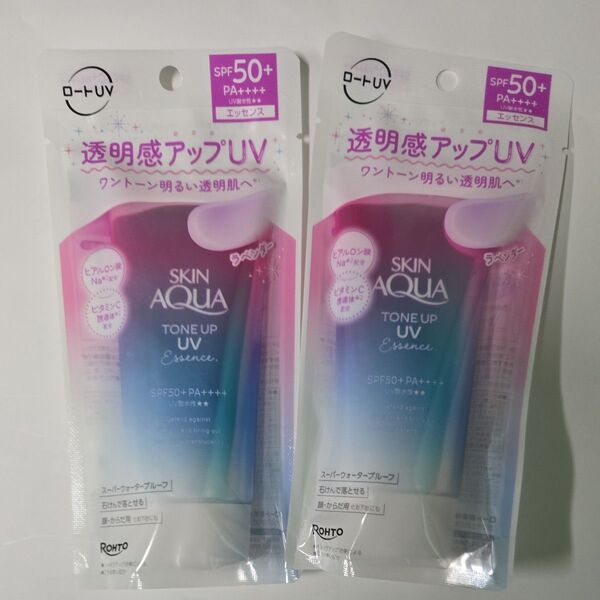 ロートUV
SPF50+
PA++++
UV耐水性★★
エッセンス
透明感アップUV
ワントーン明るい透明肌へ
ラベンダー
ヒアルロン酸
Na*2配合
ビタミンC
誘導体*2
配合
SKIN
AQUA
TONE UP
UV
Essence.
SPF50+PA++++
UV耐水性★★
スーパーウォータープルーフ
石けんで落とせる
顔・からだ用
ROHTO
ロートUV
SPF50+
PA++++
UV耐水性★★
エッセンス
透明感アップUV
ワントーン明るい透明肌へ
ラベンダー
ヒアルロン酸
Na*2配合
ビタミンC
誘導体*2
配合
SKIN
AQUA
TONE UP
UV
Essence.
SPF50+PA++++
UV耐水性★★
スーパーウォータープルーフ
石けんで落とせる
顔・からだ用
ROHTO